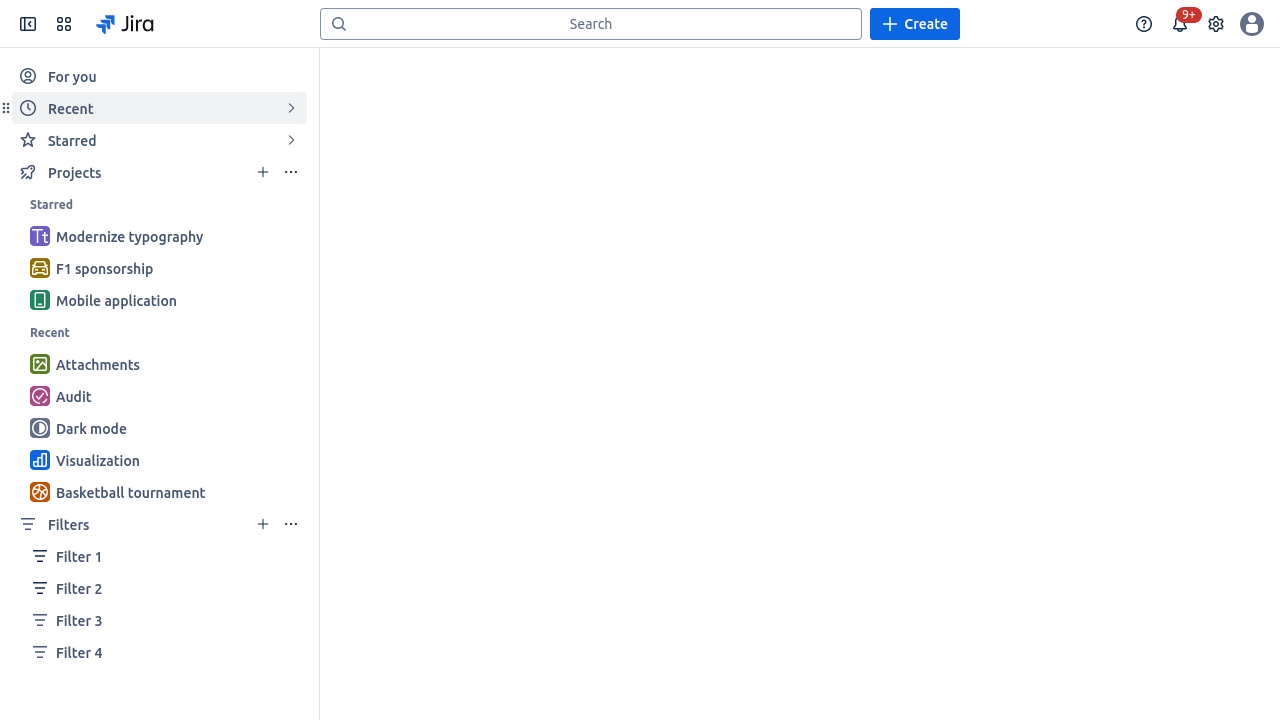 Jira
Search
Create
9+
For you
Recent
Starred
Projects
Starred
Tt
Modernize typography
F1 sponsorship
Mobile application
Recent
Attachments
Audit
Dark mode
Visualization
Basketball tournament
Filters
Filter 1
Filter 2
Filter 3
Filter 4